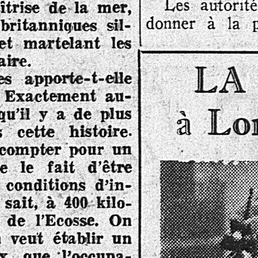 îtrise de la mer,
britanniques sil-
et martelant les
aire.
es apporte-t-elle
Exactement au-
qu'il y a de plus
s cette histoire.
compter pour un
e le fait d'être
conditions d'in-
sait, à 400 kilo-
de l'Ecosse. On
veut établir un
que l'occupa-
Les autorité
donner à la p
LA
à Lo